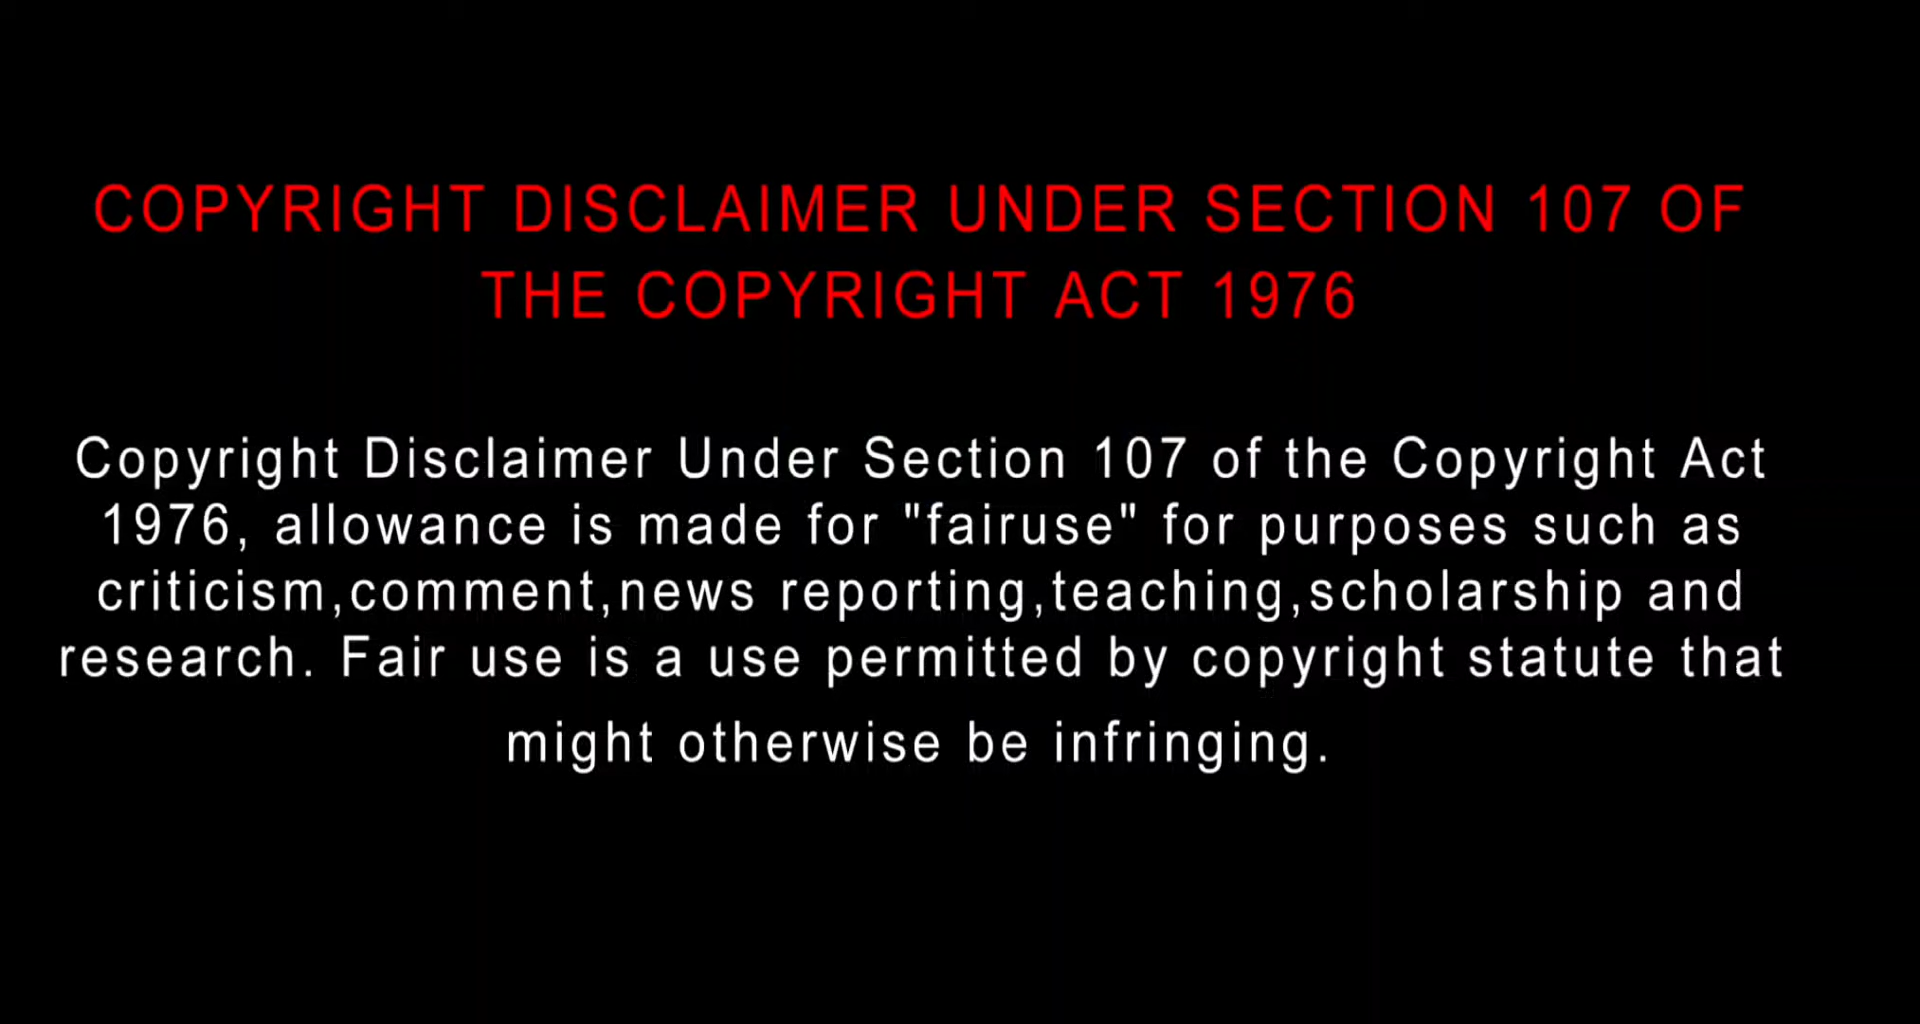 COPYRIGHT DISCLAIMER UNDER SECTION 107 OF
THE COPYRIGHT ACT 1976
Copyright Disclaimer Under Section 107 of the Copyright Act
1976, allowance is made for "fairuse" for purposes such as
criticism,comment,news reporting,teaching,scholarship and
research. Fair use is a use permitted by copyright statute that
might otherwise be infringing.